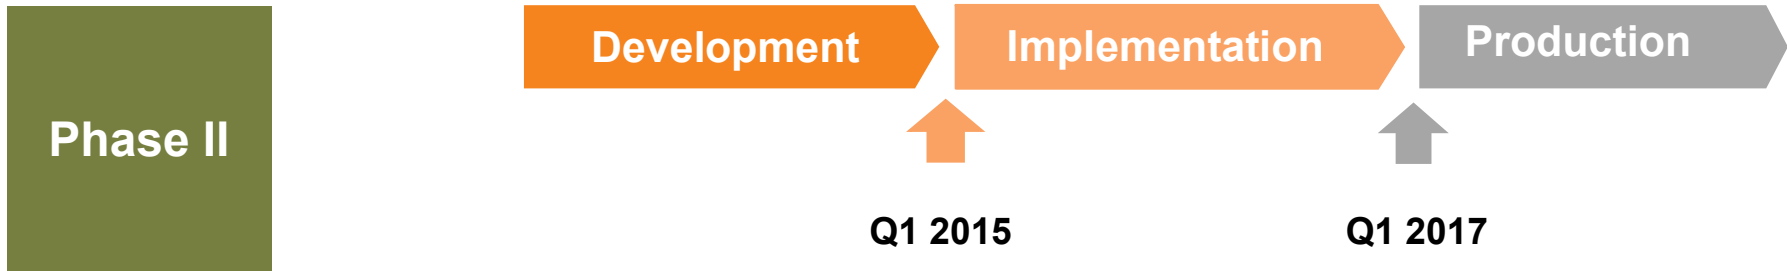 Phase II
Development
Implementation
Production
Q1 2015
Q1 2017